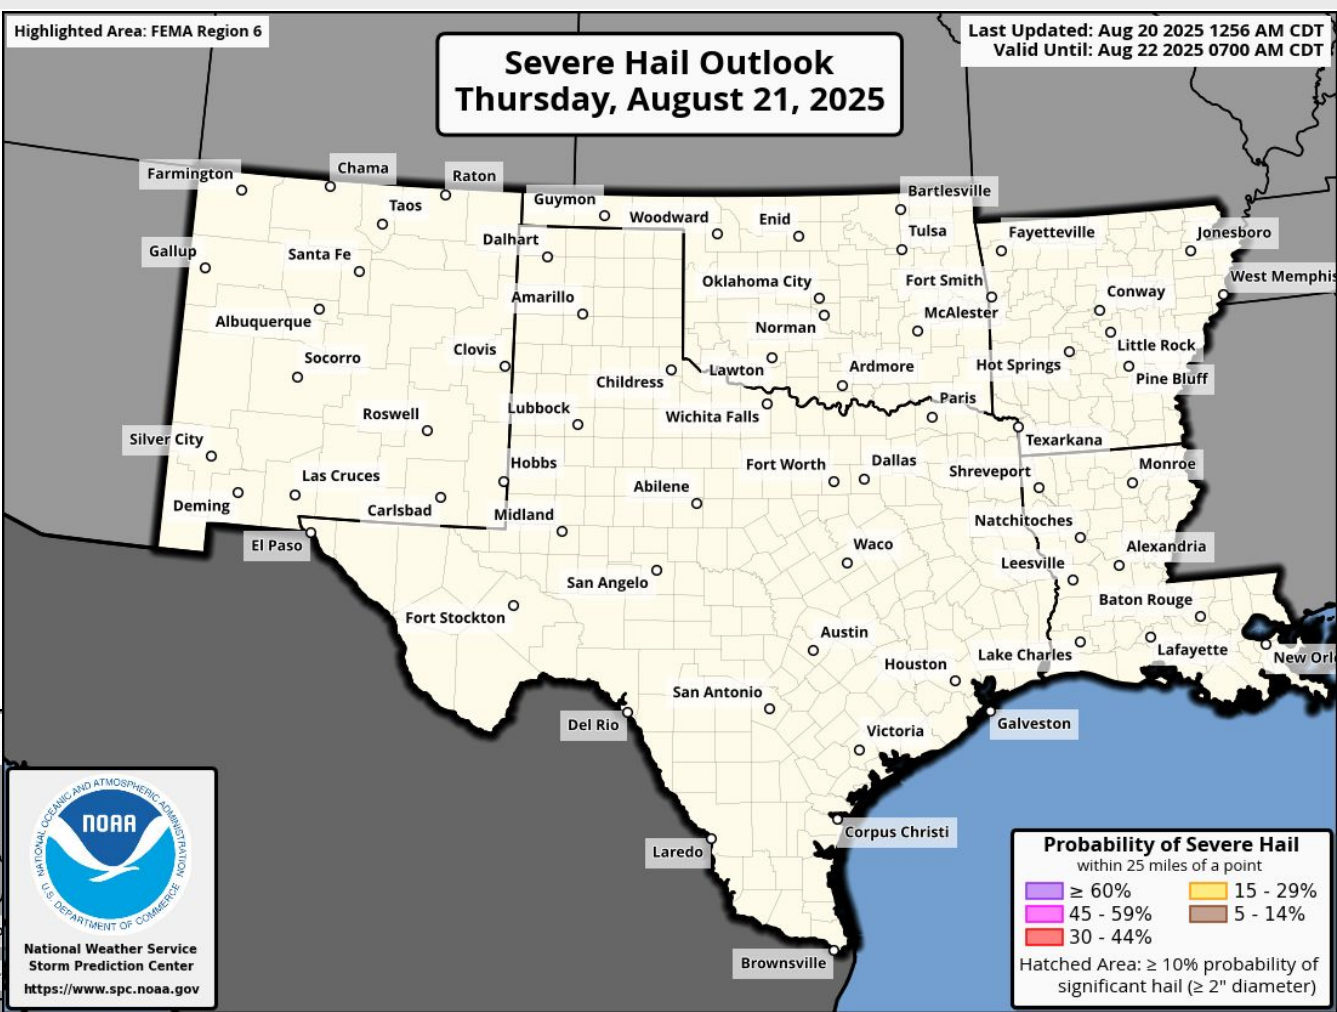 Highlighted Area: FEMA Region 6
Severe Hail Outlook
Thursday, August 21, 2025
Last Updated: Aug 20 2025 1256 AM CDT
Valid Until: Aug 22 2025 0700 AM CDT
Farmington
Chama
Raton
Taos
Guymon
Woodward
Enid
Bartlesville
Tulsa
Fayetteville
Jonesboro
Gallup
Santa Fe
Dalhart
Oklahoma City
Fort Smith
Conway
West Memphis
Albuquerque
Amarillo
Norman
McAlester
Little Rock
Socorro
Clovis
Childress
Lawton
Ardmore
Hot Springs
Pine Bluff
Roswell
Lubbock
Wichita Falls
Paris
Texarkana
Silver City
Las Cruces
Hobbs
Abilene
Fort Worth
Dallas
Shreveport
Monroe
Deming
Carlsbad
Midland
Natchitoches
El Paso
San Angelo
Waco
Leesville
Alexandria
Fort Stockton
Austin
Baton Rouge
Houston
Lake Charles
Lafayette
New Orl
Del Rio
San Antonio
Victoria
Galveston
Laredo
Corpus Christi
Brownsville
NATIONAL OCEANIC AND ATMOSPHERIC ADMINISTRATION
NOAA
U.S. DEPARTMENT OF COMMERCE
National Weather Service
Storm Prediction Center
https://www.spc.noaa.gov
Probability of Severe Hail
within 25 miles of a point
≥ 60%
15 - 29%
45 - 59%
5 - 14%
30 - 44%
Hatched Area: ≥ 10% probability of
significant hail (≥ 2" diameter)